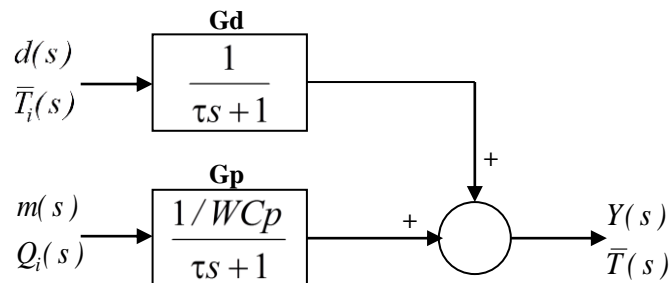 Gd
d(s)
T̅ᵢ(s)
1
τs + 1
+
Gp
m(s)
Qᵢ(s)
1 / WCp
τs + 1
+
Y(s)
T̅(s)